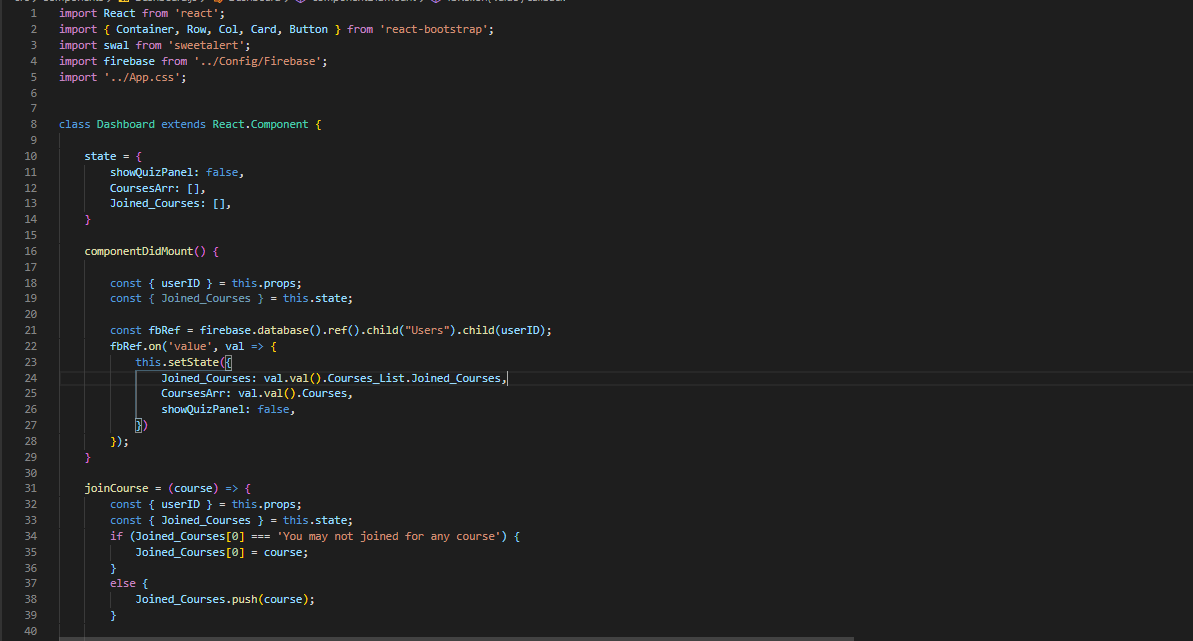 1 import React from 'react';
2 import { Container, Row, Col, Card, Button } from 'react-bootstrap';
3 import swal from 'sweetalert';
4 import firebase from '../Config/Firebase';
5 import '../App.css';
6
7
8 class Dashboard extends React.Component {
9
10 state = {
11 showQuizPanel: false,
12 CoursesArr: [],
13 Joined_Courses: [],
14 }
15
16 componentDidMount() {
17
18 const { userID } = this.props;
19 const { Joined_Courses } = this.state;
20
21 const fbRef = firebase.database().ref().child("Users").child(userID);
22 fbRef.on('value', val => {
23 this.setState({
24 Joined_Courses: val.val().Courses_List.Joined_Courses,
25 CoursesArr: val.val().Courses,
26 showQuizPanel: false,
27 })
28 });
29 }
30
31 joinCourse = (course) => {
32 const { userID } = this.props;
33 const { Joined_Courses } = this.state;
34 if (Joined_Courses[0] === 'You may not joined for any course') {
35 Joined_Courses[0] = course;
36 }
37 else {
38 Joined_Courses.push(course);
39 }
40